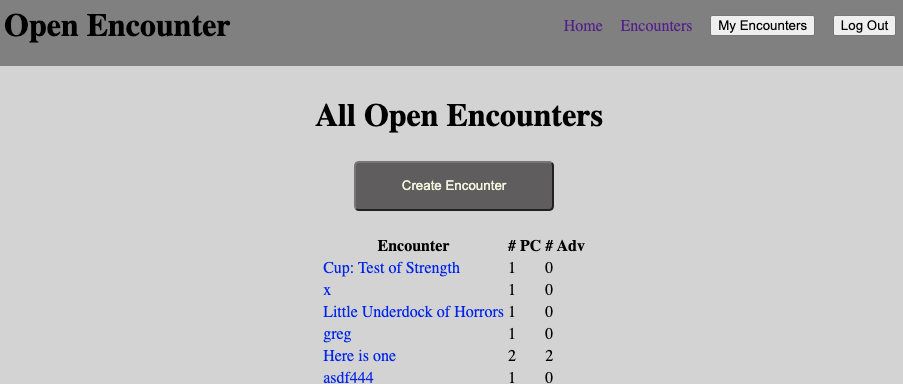 Open Encounter Home Encounters My Encounters Log Out
All Open Encounters
Create Encounter
Encounter # PC # Adv
Cup: Test of Strength 1 0
x 1 0
Little Underdock of Horrors 1 0
greg 1 0
Here is one 2 2
asdf444 1 0